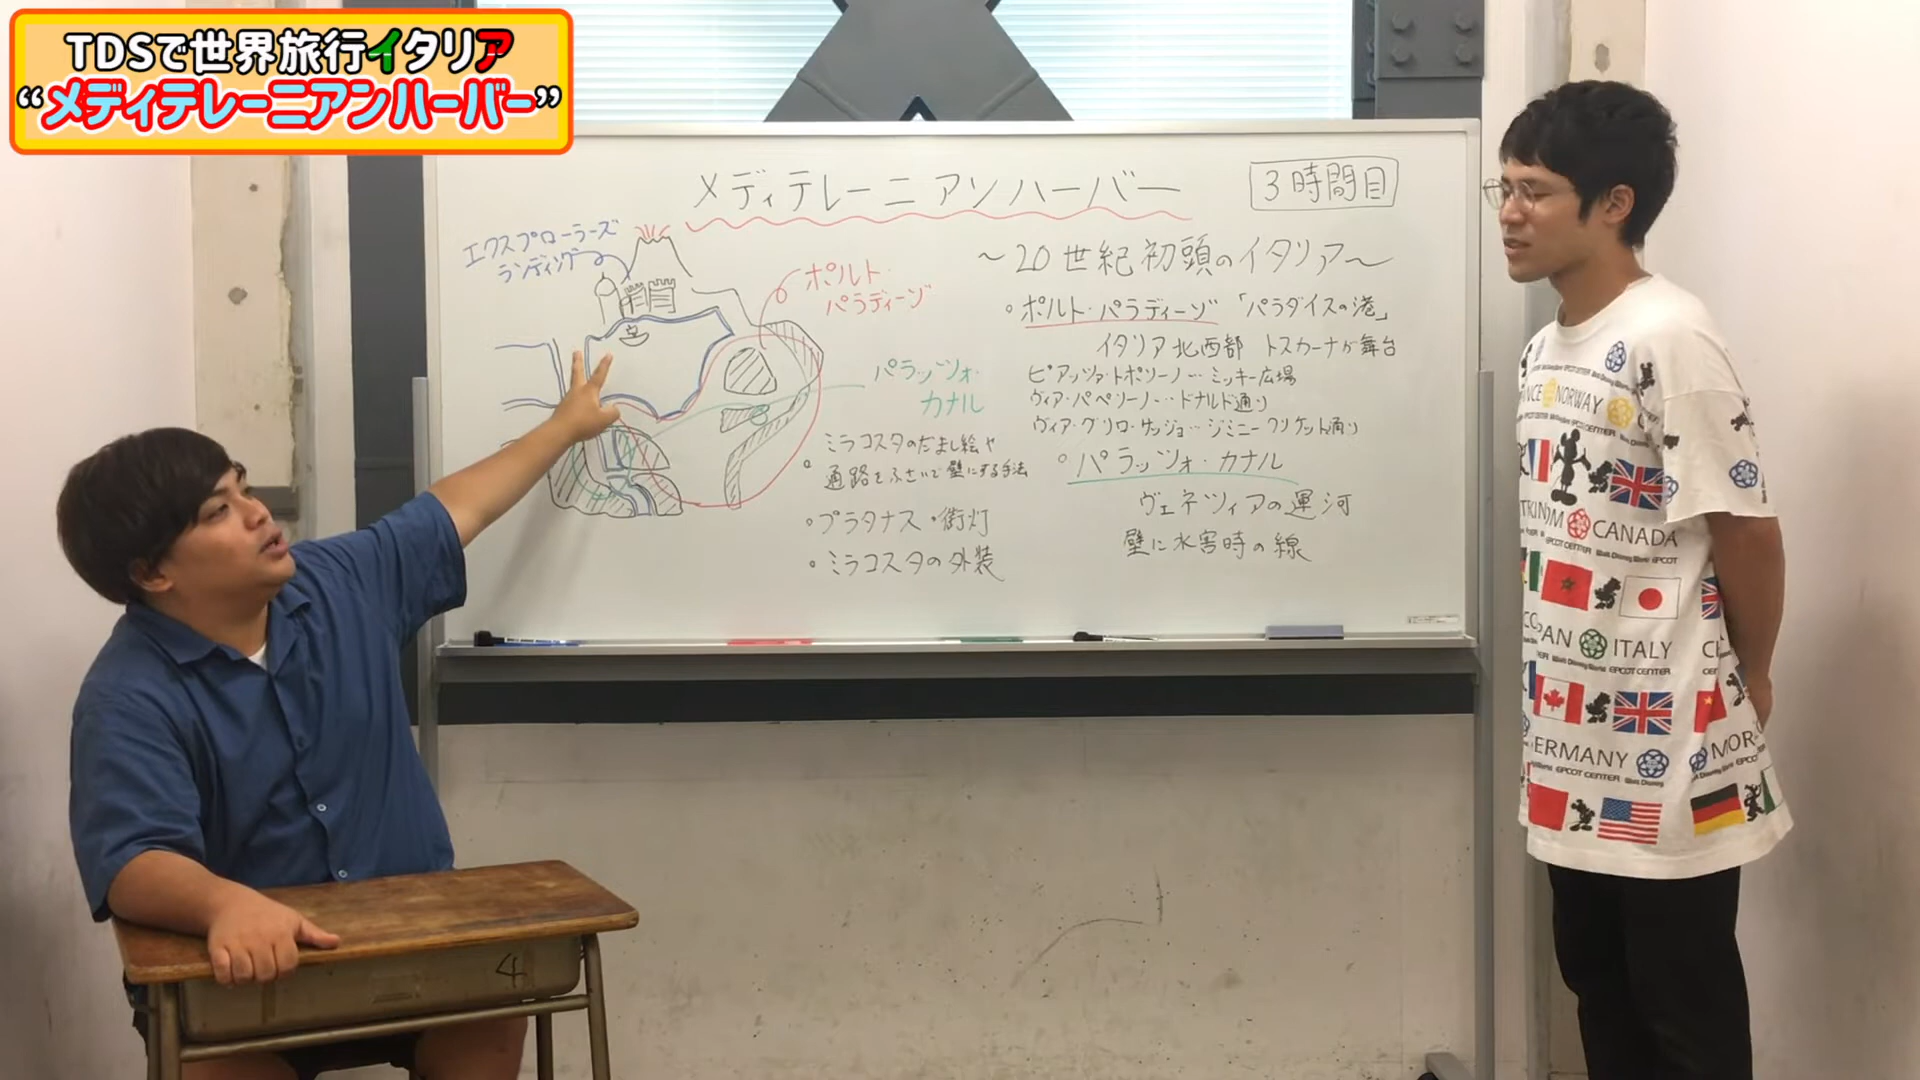 TDSで世界旅行イタリア
“メディテレーニアンハーバー”
メディテレーニアンハーバー
3時間目
エクスプローラーズ
ランディング
ポルト・
パラディーゾ
パラッツォ・
カナル
ミラコスタのだまし絵や
通路をふさいで壁にする手法
・プラタナス・街灯
・ミラコスタの外装
～20世紀初頭のイタリア～
ポルト・パラディーゾ 「パラダイスの港」
イタリア北西部 トスカーナが舞台
ピアッツァ・トポリーノ…ミッキー広場
ヴィア・パペリーノ…ドナルド通り
ヴィア・グリロ・サッジョ…ジミニークリケット通り
パラッツォ・カナル
ヴェネツィアの運河
壁に水害時の線
4
NORWAY
EPCOT CENTER
CANADA
EPCOT CENTER
ITALY
EPCOT CENTER
ERMANY
EPCOT CENTER